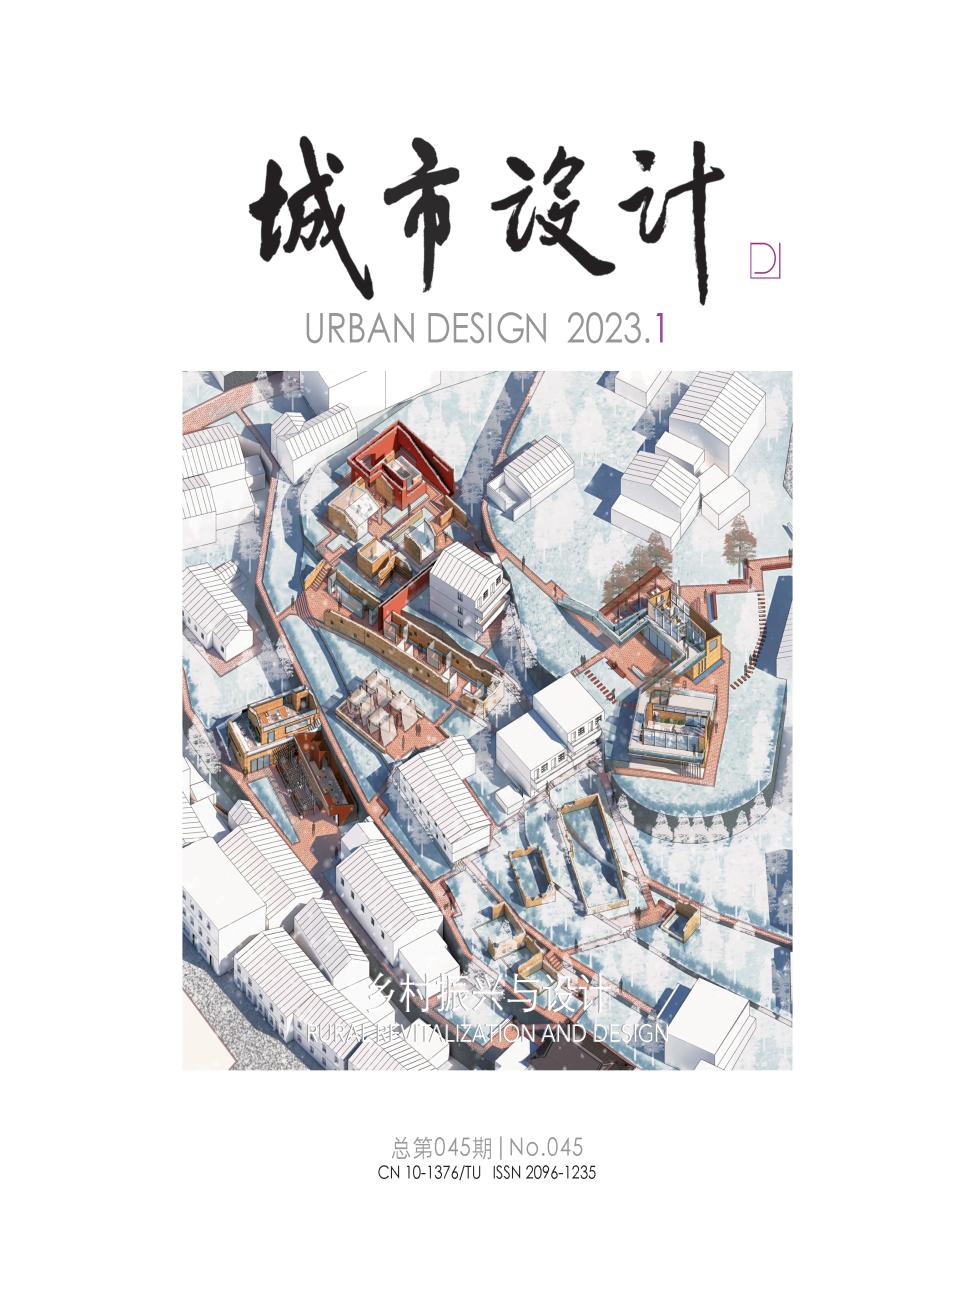 城市设计
URBAN DESIGN 2023.1
乡村振兴与设计
RURAL REVITALIZATION AND DESIGN
总第045期 | No.045
CN 10-1376/TU ISSN 2096-1235